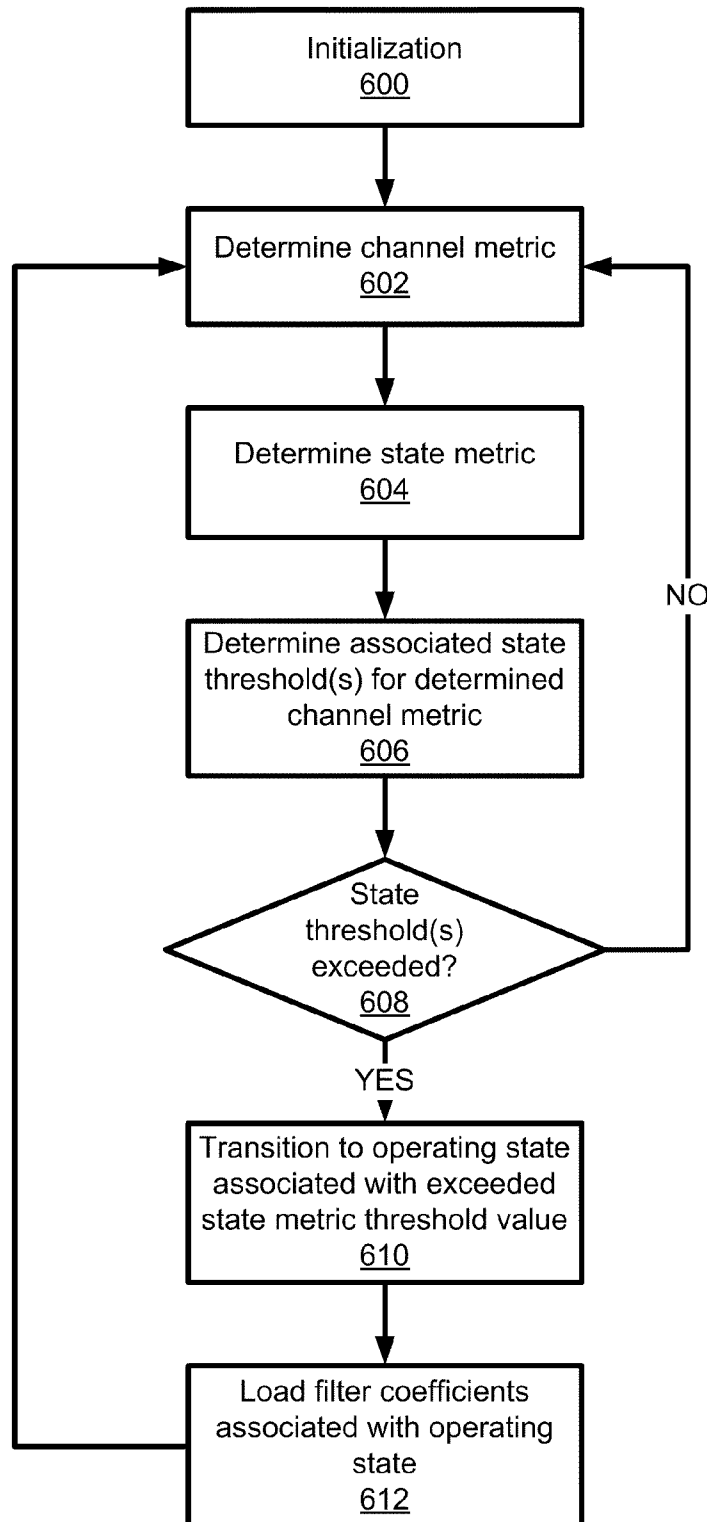 Initialization
600
Determine channel metric
602
Determine state metric
604
Determine associated state
threshold(s) for determined
channel metric
606
State
threshold(s)
exceeded?
608
NO
YES
Transition to operating state
associated with exceeded
state metric threshold value
610
Load filter coefficients
associated with operating
state
612